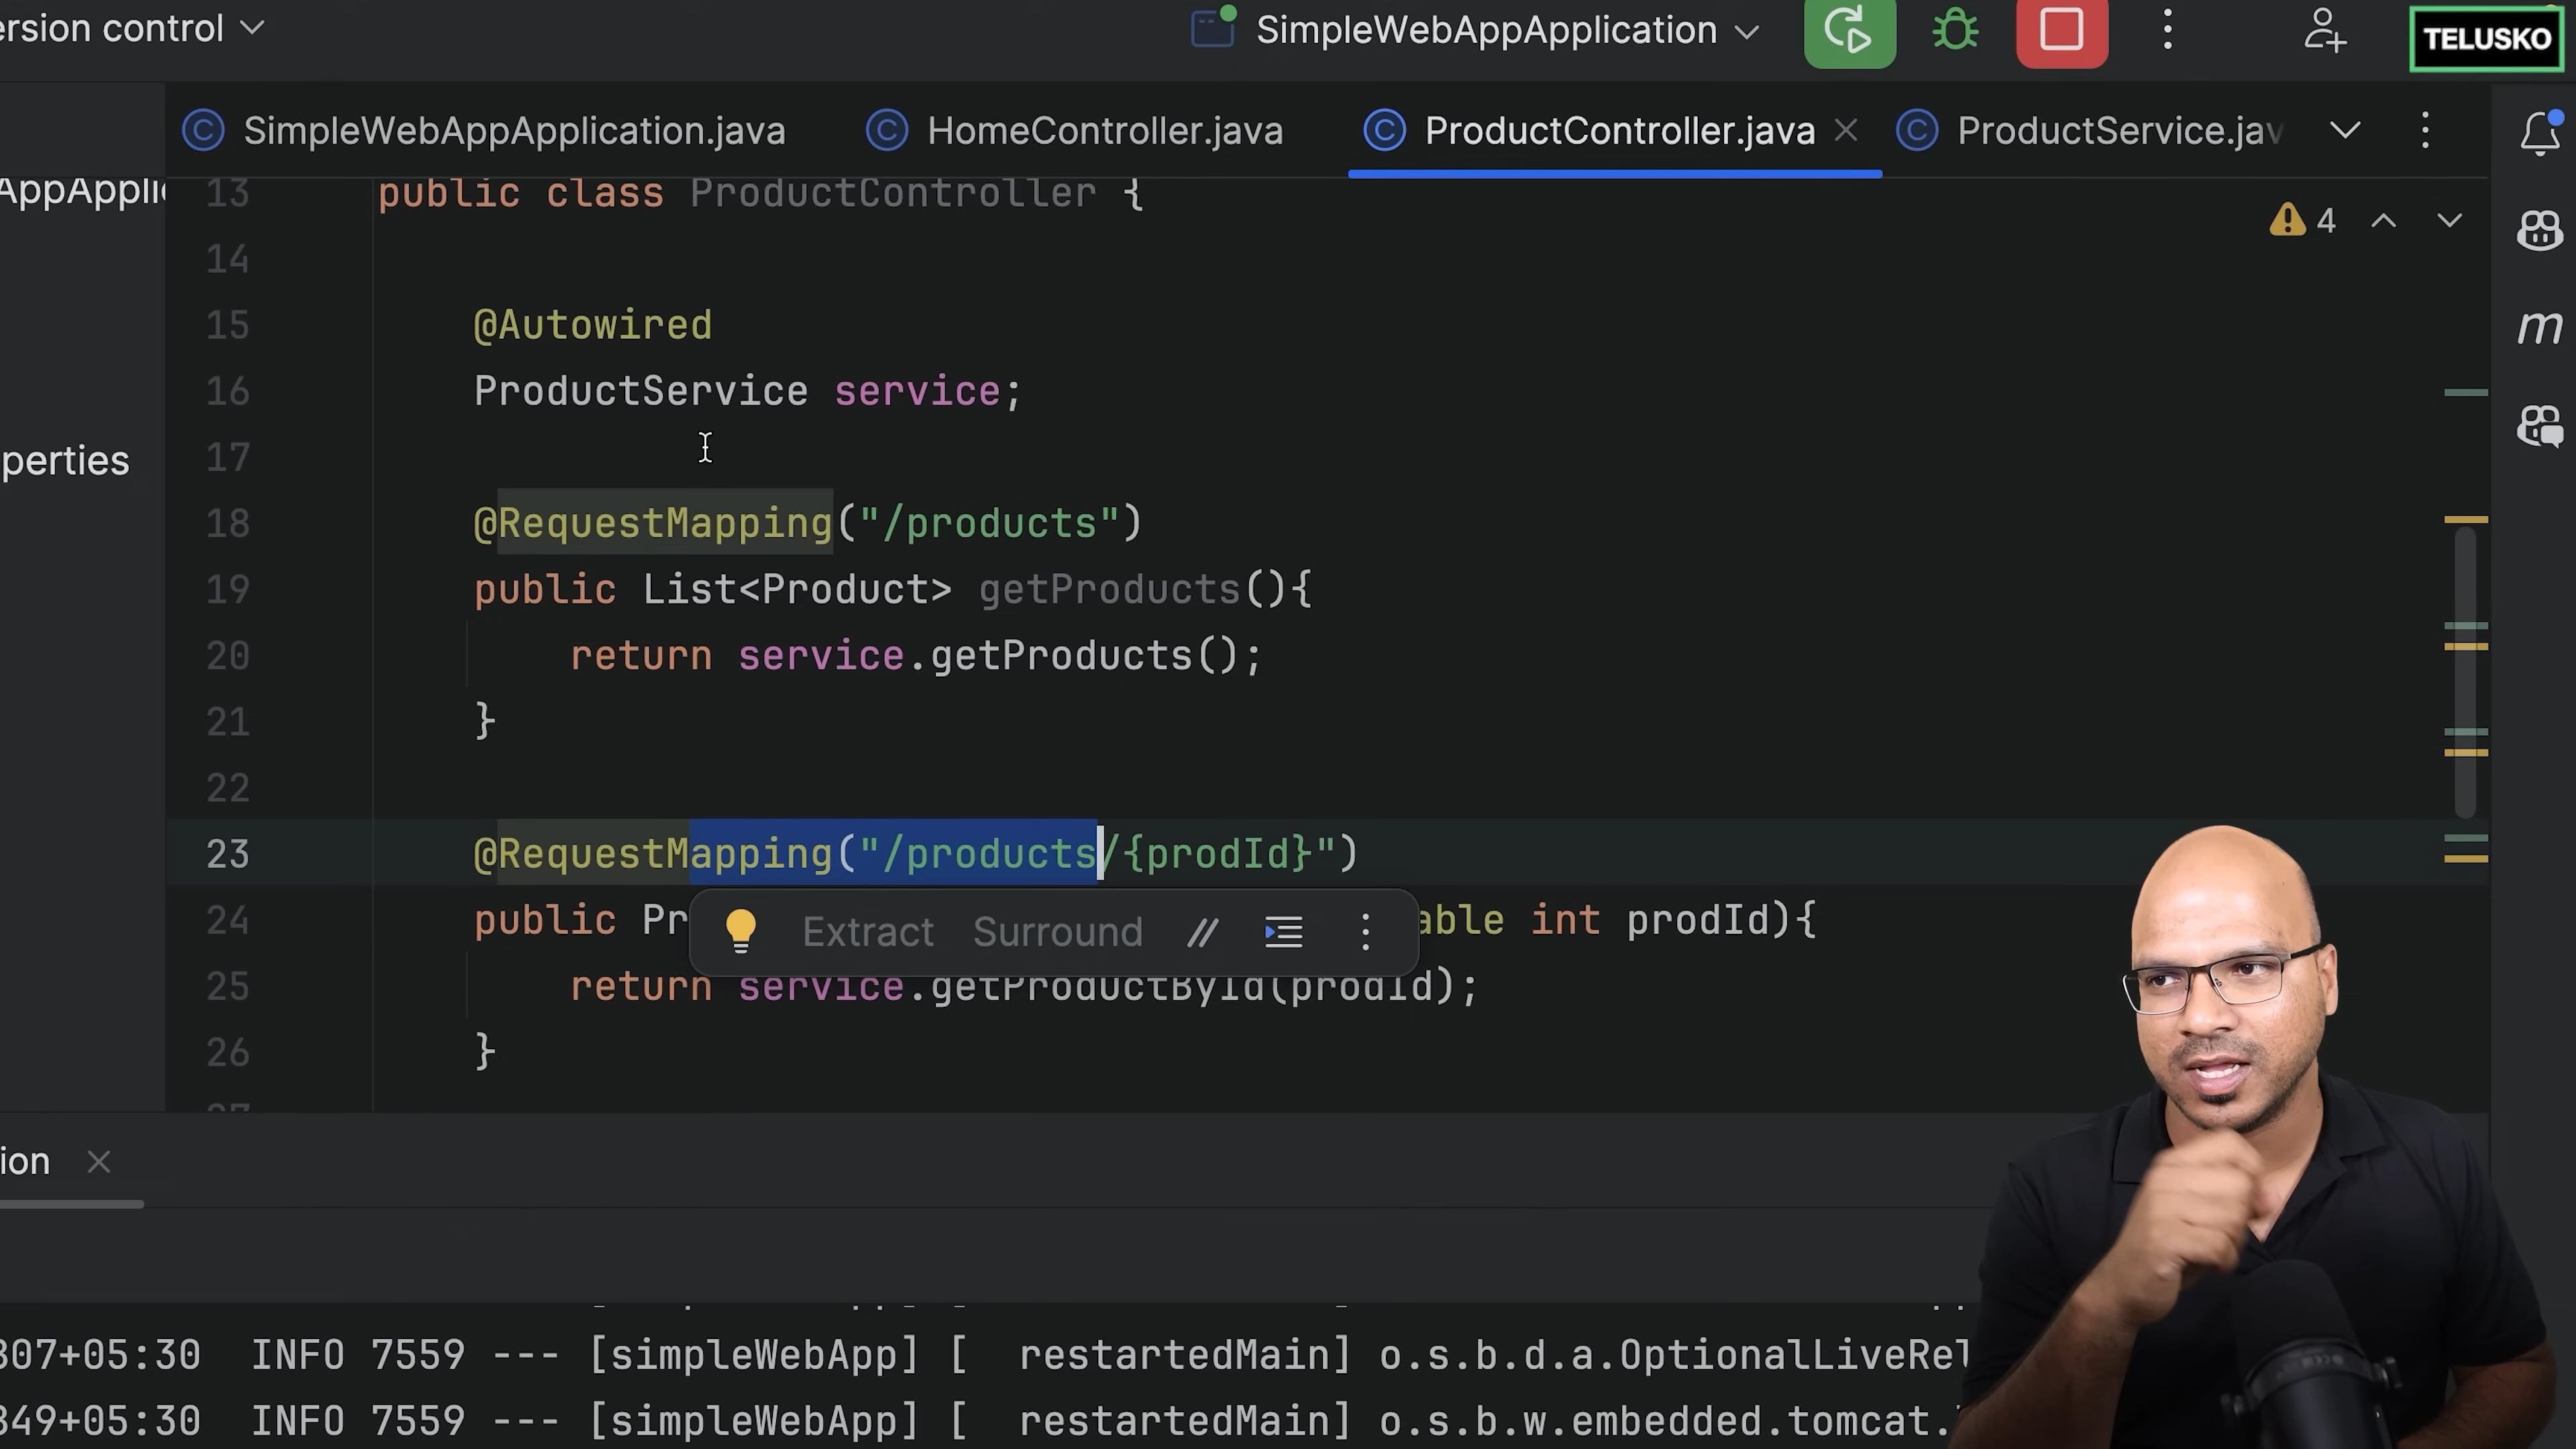 ersion control
SimpleWebAppApplication
TELUSKO
SimpleWebAppApplication.java
HomeController.java
ProductController.java
ProductService.jav
AppApplic
perties
4
13 public class ProductController {
14
15 @Autowired
16 ProductService service;
17
18 @RequestMapping("/products")
19 public List<Product> getProducts(){
20 return service.getProducts();
21 }
22
23 @RequestMapping("/products/{prodId}")
24 public Pr able int prodId){
Extract Surround //
25 return service.getProductById(prodId);
26 }
27
ion
307+05:30 INFO 7559 --- [simpleWebApp] [ restartedMain] o.s.b.d.a.OptionalLiveRel
349+05:30 INFO 7559 --- [simpleWebApp] [ restartedMain] o.s.b.w.embedded.tomcat.